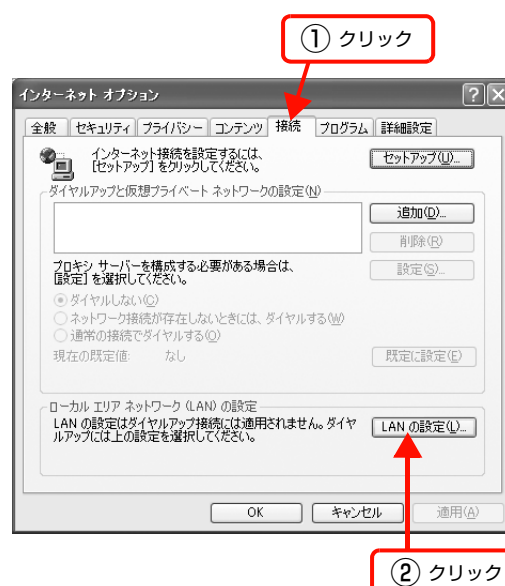 ① クリック
インターネット オプション
全般 セキュリティ プライバシー コンテンツ 接続 プログラム 詳細設定
インターネット接続を設定するには、
[セットアップ] をクリックしてください。
セットアップ(U)...
ダイヤルアップと仮想プライベート ネットワークの設定(N)
追加(D)...
削除(R)
プロキシ サーバーを構成する必要がある場合は、
[設定] を選択してください。
設定(S)...
ダイヤルしない(C)
ネットワーク接続が存在しないときには、ダイヤルする(W)
通常の接続でダイヤルする(O)
現在の既定値: なし
既定に設定(E)
ローカル エリア ネットワーク (LAN) の設定
LAN の設定はダイヤルアップ接続には適用されません。ダイヤ
ルアップには上の設定を選択してください。
LAN の設定(L)...
OK キャンセル 適用(A)
② クリック